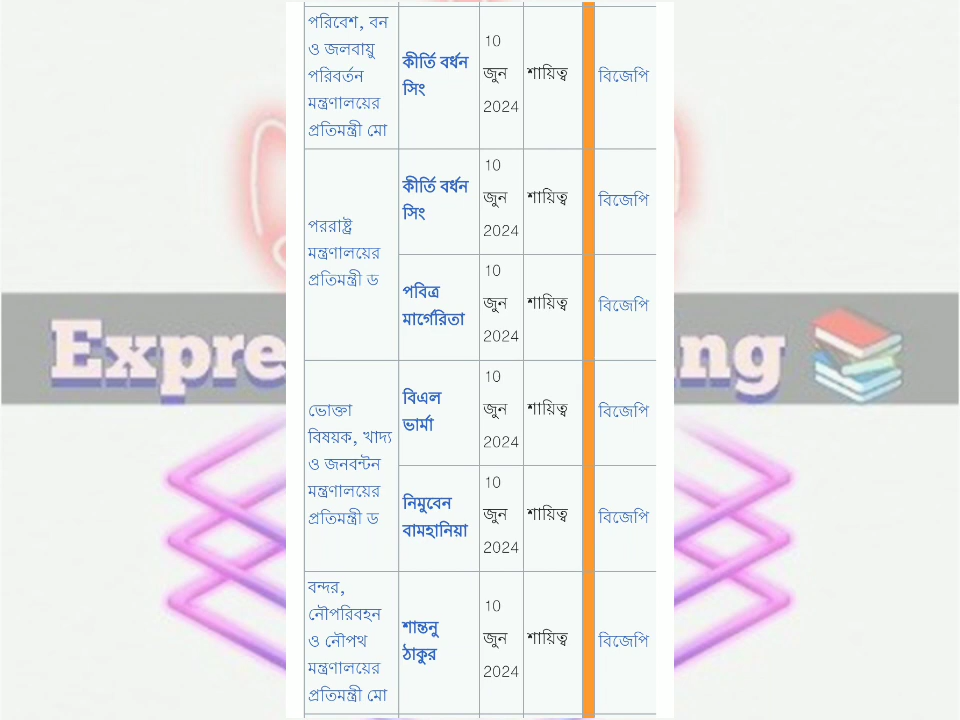 পরিবেশ, বন
ও জলবায়ু
পরিবর্তন
মন্ত্রণালয়ের
প্রতিমন্ত্রী মো
কীর্তি বর্ধন
সিং
10
জুন
2024
শায়িত্ব
বিজেপি
পররাষ্ট্র
মন্ত্রণালয়ের
প্রতিমন্ত্রী ড
কীর্তি বর্ধন
সিং
10
জুন
2024
শায়িত্ব
বিজেপি
পবিত্র
মার্গেরিতা
10
জুন
2024
শায়িত্ব
বিজেপি
ভোক্তা
বিষয়ক, খাদ্য
ও জনবন্টন
মন্ত্রণালয়ের
প্রতিমন্ত্রী ড
বিএল
ভার্মা
10
জুন
2024
শায়িত্ব
বিজেপি
নিমুবেন
বামহানিয়া
10
জুন
2024
শায়িত্ব
বিজেপি
বন্দর,
নৌপরিবহন
ও নৌপথ
মন্ত্রণালয়ের
প্রতিমন্ত্রী মো
শান্তনু
ঠাকুর
10
জুন
2024
শায়িত্ব
বিজেপি
Expre ng